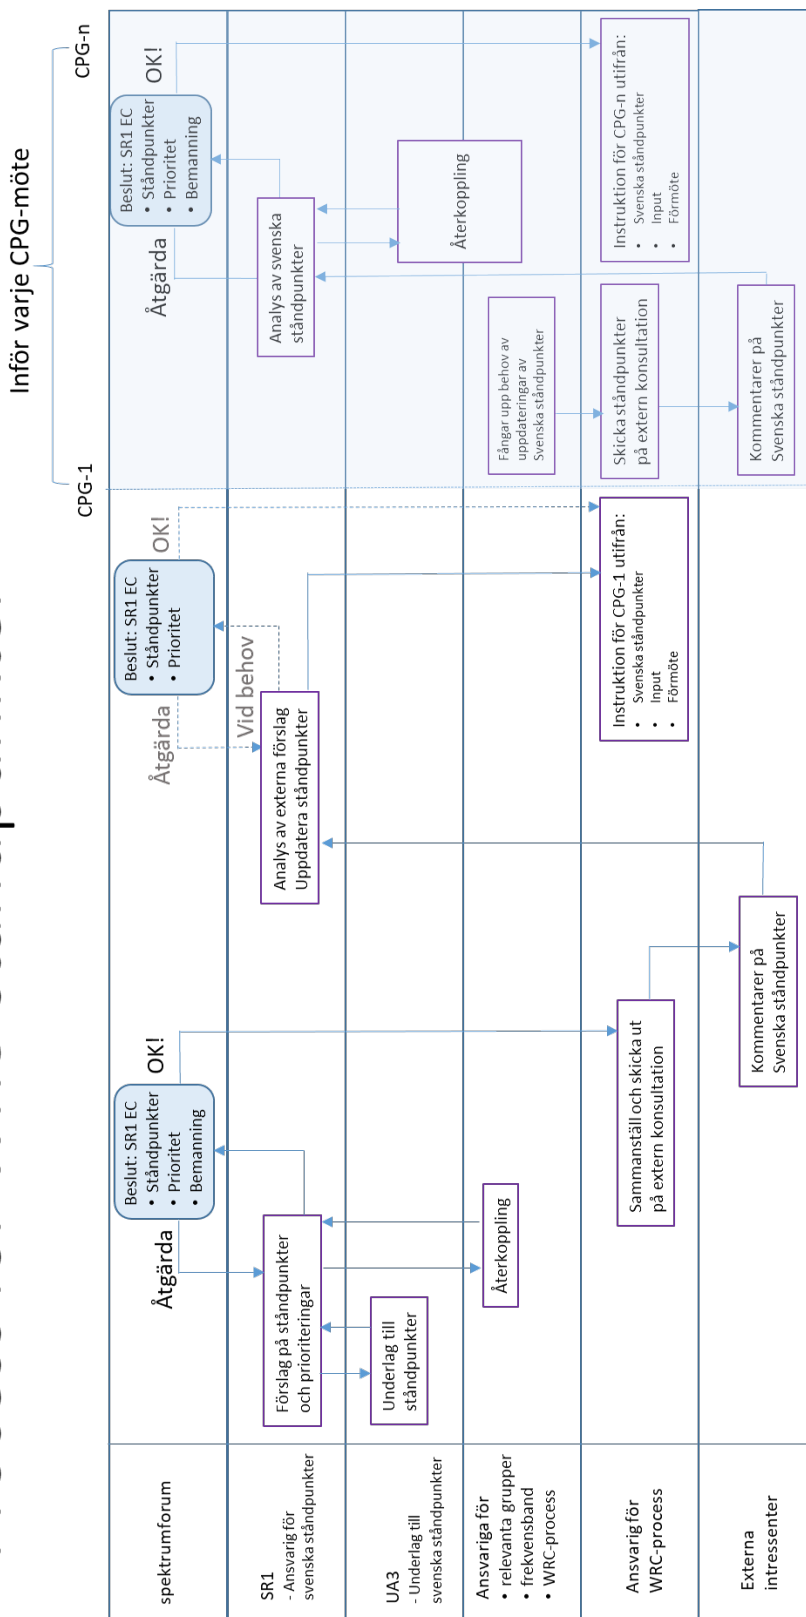 Inför varje CPG-möte
CPG-1
CPG-n
spektrumforum
Åtgärda
Beslut: SR1 EC
• Ståndpunkter
• Prioritet
• Bemanning
OK!
Åtgärda
Beslut: SR1 EC
• Ståndpunkter
• Prioritet
OK!
Vid behov
Åtgärda
Beslut: SR1 EC
• Ståndpunkter
• Prioritet
• Bemanning
OK!
SR1
- Ansvarig för
svenska ståndpunkter
Förslag på ståndpunkter
och prioriteringar
Analys av externa förslag
Uppdatera ståndpunkter
Analys av svenska
ståndpunkter
UA3
- Underlag till
svenska ståndpunkter
Underlag till
ståndpunkter
Återkoppling
Ansvariga för
• relevanta grupper
• frekvensband
• WRC-process
Återkoppling
Fångar upp behov av
uppdateringar av
Svenska ståndpunkter
Ansvarig för
WRC-process
Sammanställ och skicka ut
på extern konsultation
Instruktion för CPG-1 utifrån:
• Svenska ståndpunkter
• Input
• Förmöte
Skicka ståndpunkter
på extern konsultation
Instruktion för CPG-n utifrån:
• Svenska ståndpunkter
• Input
• Förmöte
Externa
intressenter
Kommentarer på
Svenska ståndpunkter
Kommentarer på
Svenska ståndpunkter